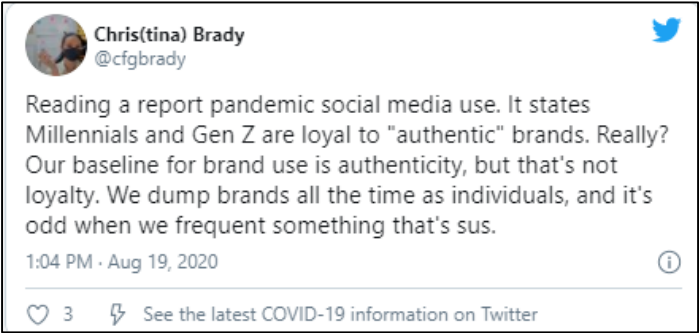 Chris(tina) Brady
@cfgbrady
Reading a report pandemic social media use. It states
Millennials and Gen Z are loyal to "authentic" brands. Really?
Our baseline for brand use is authenticity, but that's not
loyalty. We dump brands all the time as individuals, and it's
odd when we frequent something that's sus.
1:04 PM · Aug 19, 2020
3 See the latest COVID-19 information on Twitter